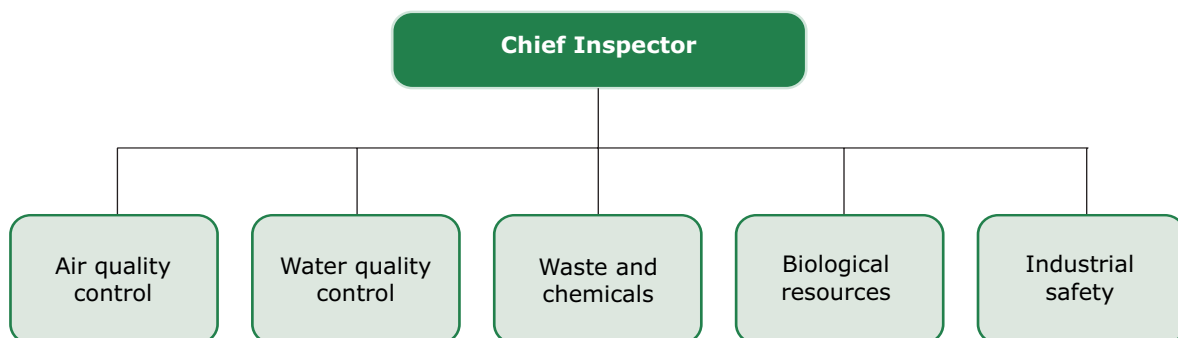 Chief Inspector
Air quality
control
Water quality
control
Waste and
chemicals
Biological
resources
Industrial
safety